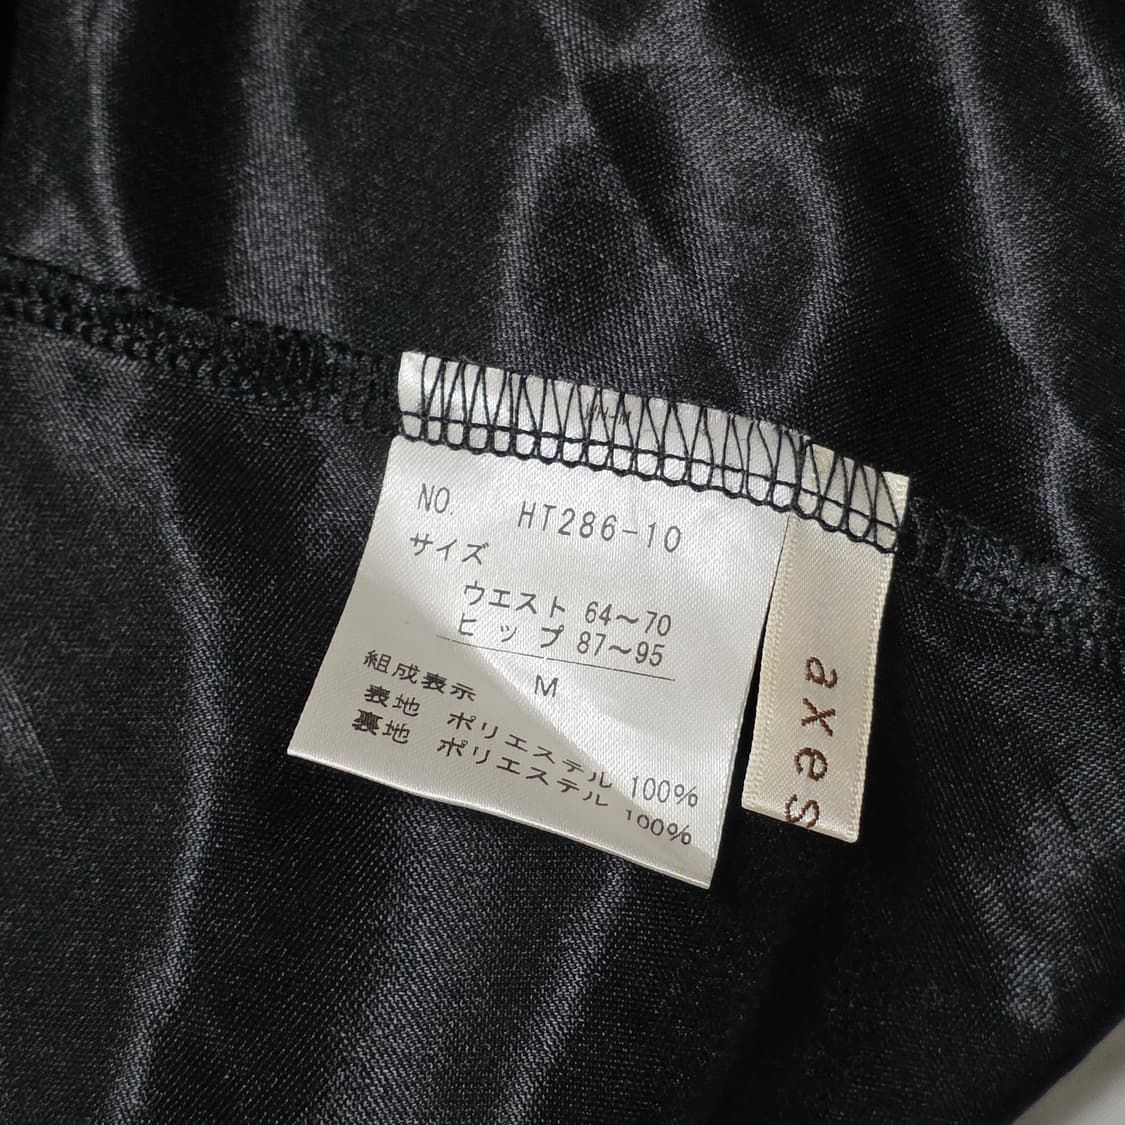 NO. HT286-10
サイズ
ウエスト 64～70
ヒップ 87～95
M
組成表示
表地 ポリエステル 100%
裏地 ポリエステル 100%
axes